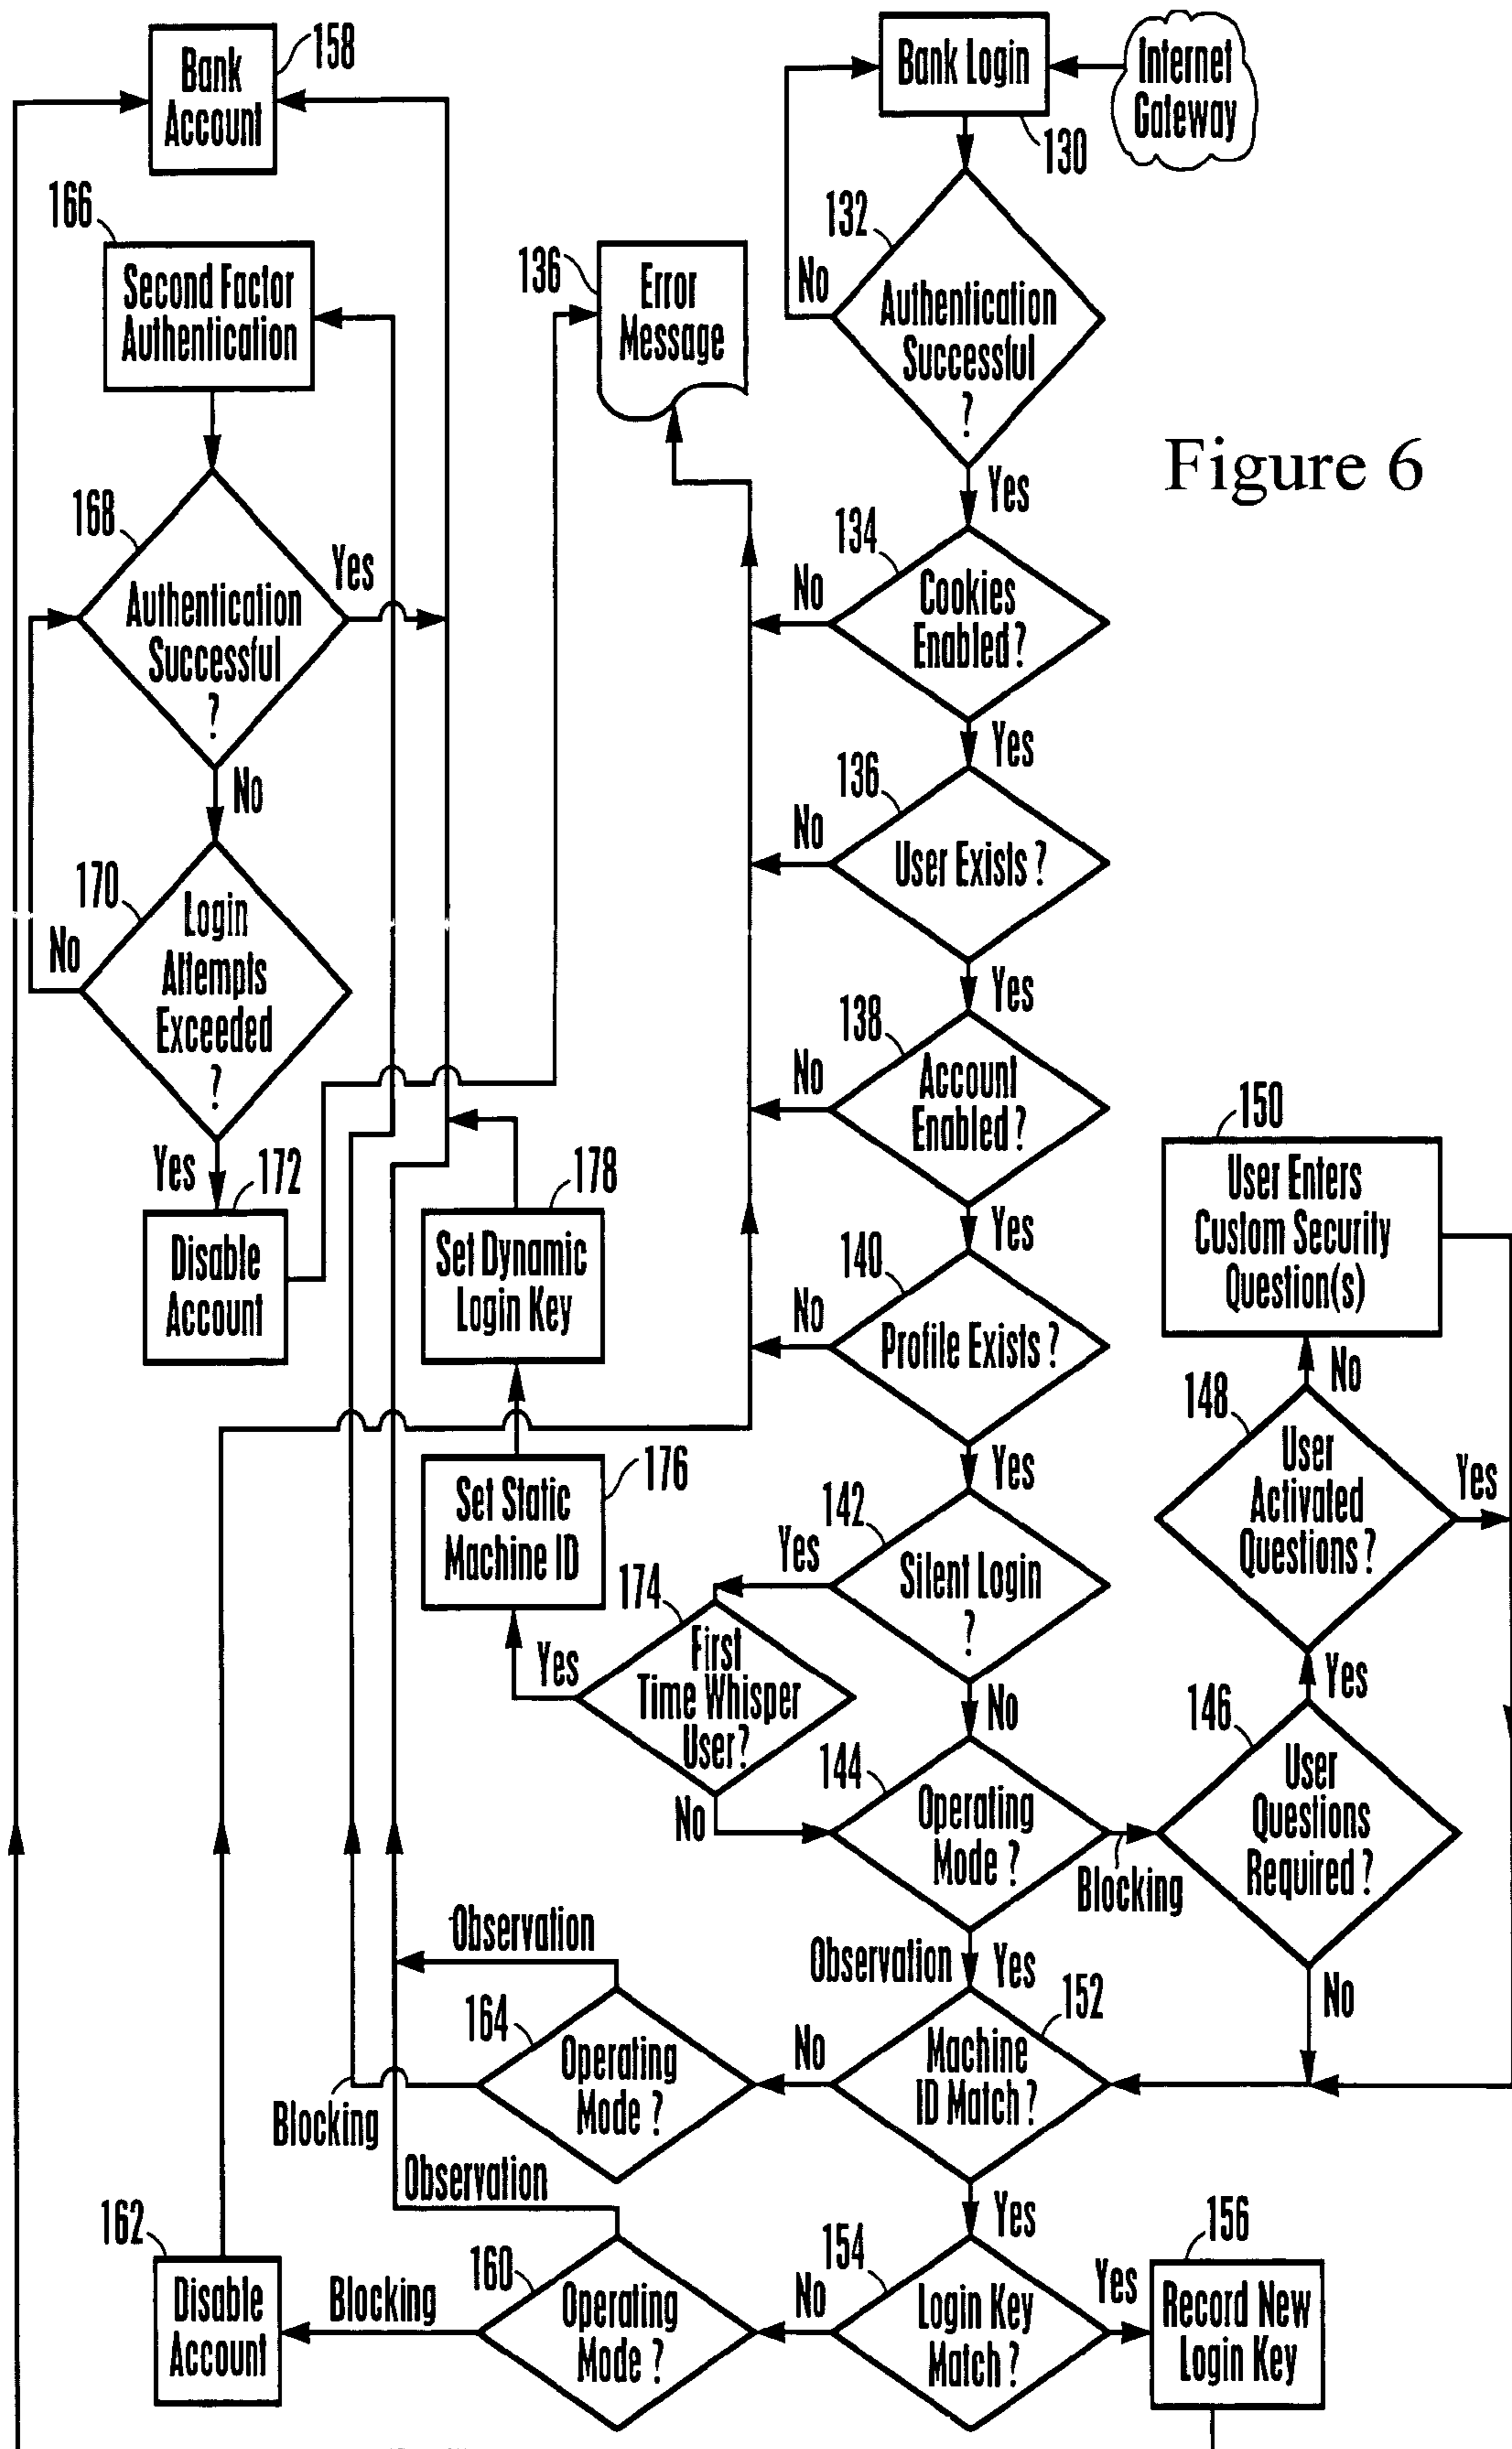 Bank
Account
158
Bank Login
130
Internet
Gateway
166
Second Factor
Authentication
136
Error
Message
132
No
Authentication
Successful
?
Yes
Figure 6
168
Authentication
Successful
?
Yes
No
134
Cookies
Enabled?
No
Yes
136
User Exists?
No
Yes
170
Login
Attempts
Exceeded
?
No
Yes
172
Disable
Account
138
Account
Enabled?
No
Yes
178
Set Dynamic
Login Key
140
Profile Exists?
No
Yes
150
User Enters
Custom Security
Question(s)
No
148
User
Activated
Questions?
Yes
176
Set Static
Machine ID
142
Silent Login
?
Yes
No
174
First
Time Whisper
User?
Yes
No
144
Operating
Mode?
Blocking
Observation
Yes
146
User
Questions
Required?
Yes
No
Observation
164
Operating
Mode?
Blocking
152
Machine
ID Match?
No
Yes
Observation
162
Disable
Account
Blocking
160
Operating
Mode?
No
154
Login Key
Match?
Yes
156
Record New
Login Key